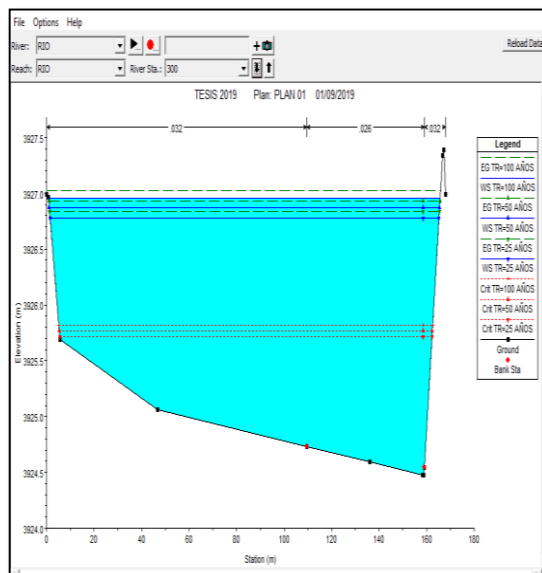 File Options Help
River: RIO
Reload Data
Reach: RIO River Sta.: 300
TESIS 2019 Plan: PLAN 01 01/09/2019
.032 .026 .032
3927.5
3927.0
3926.5
3926.0
3925.5
3925.0
3924.5
3924.0
Elevation (m)
0 20 40 60 80 100 120 140 160 180
Station (m)
Legend
EG TR=100 AÑOS
WS TR=100 AÑOS
EG TR=50 AÑOS
WS TR=50 AÑOS
EG TR=25 AÑOS
WS TR=25 AÑOS
Crit TR=100 AÑOS
Crit TR=50 AÑOS
Crit TR=25 AÑOS
Ground
Bank Sta